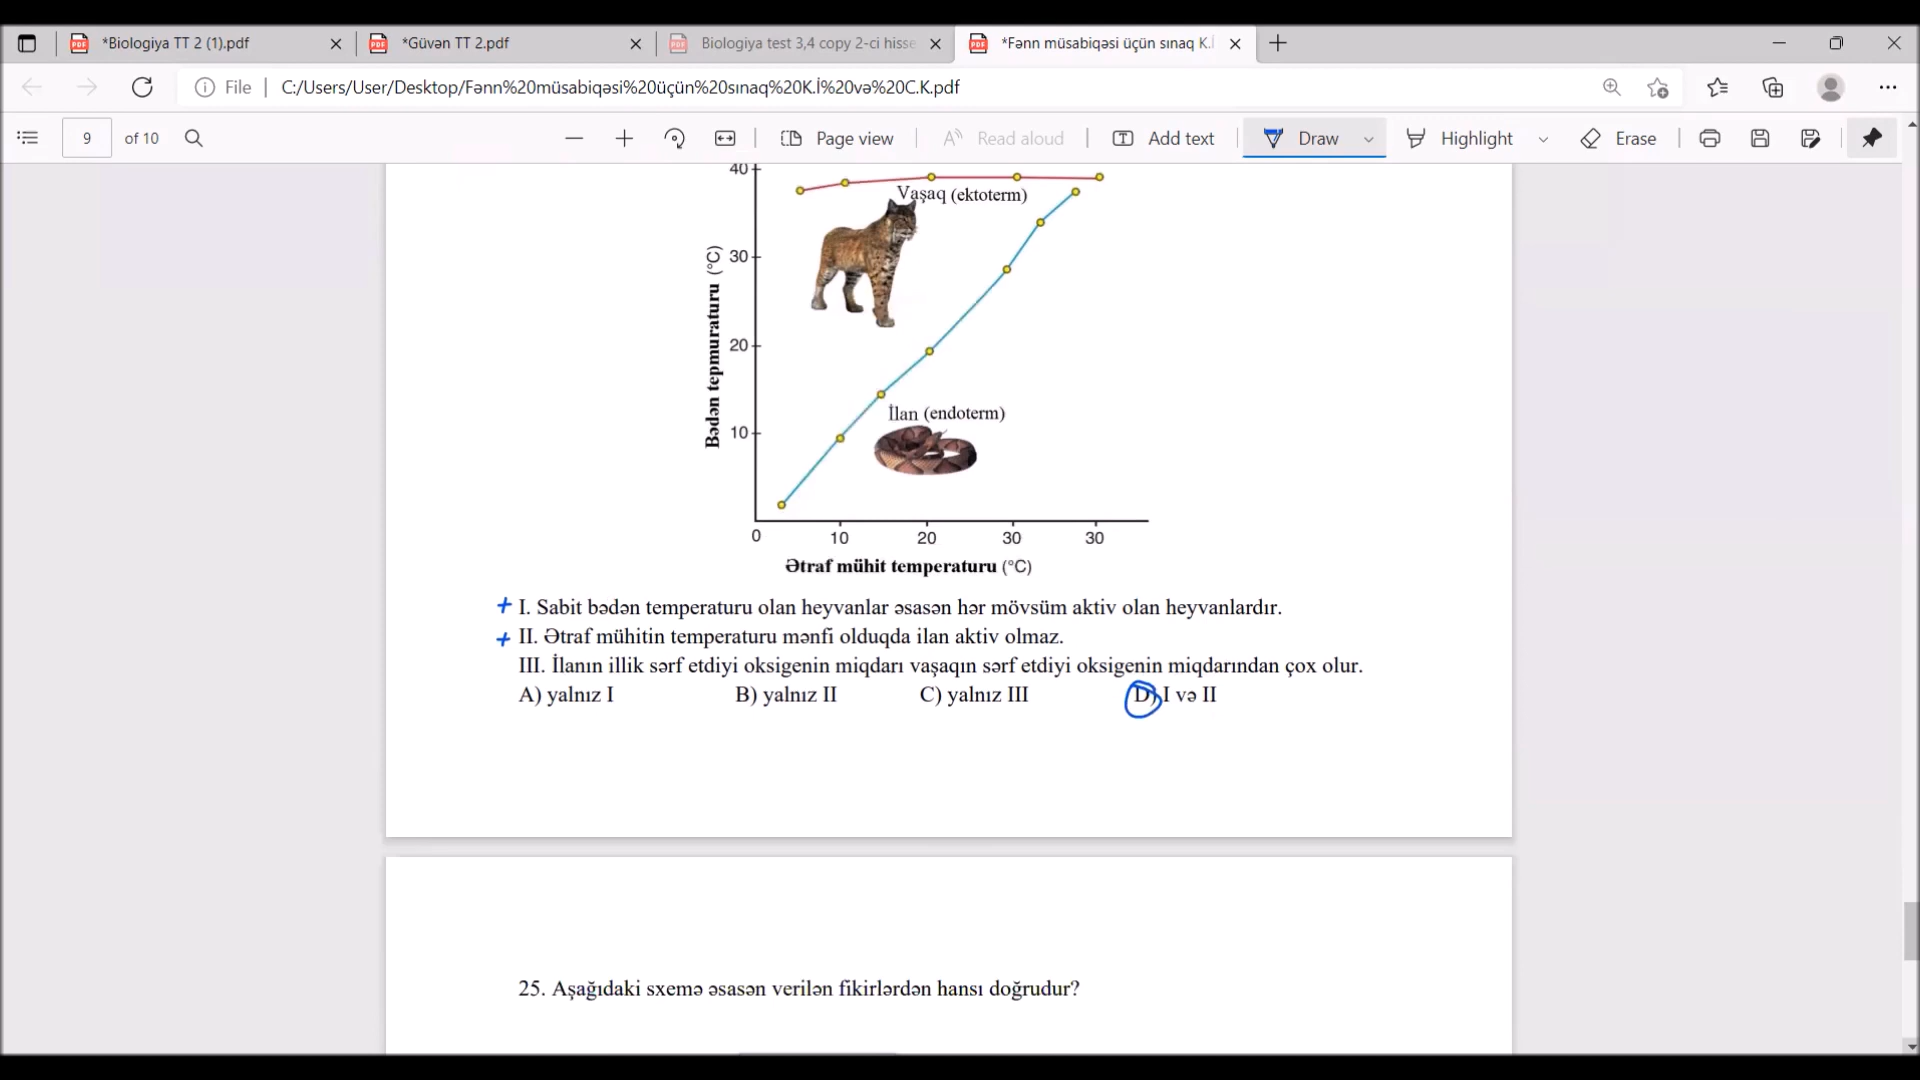 *Biologiya TT 2 (1).pdf
*Güvən TT 2.pdf
Biologiya test 3,4 copy 2-ci hisse
*Fənn müsabiqəsi üçün sınaq K.İ
File
C:/Users/User/Desktop/Fənn%20müsabiqəsi%20üçün%20sınaq%20K.İ%20və%20C.K.pdf
9 of 10
Page view
Read aloud
Add text
Draw
Highlight
Erase
40
Vaşaq (ektoterm)
30
Bədən tepmuraturu (°C)
20
İlan (endoterm)
10
0 10 20 30 30
Ətraf mühit temperaturu (°C)
+ I. Sabit bədən temperaturu olan heyvanlar əsasən hər mövsüm aktiv olan heyvanlardır.
+ II. Ətraf mühitin temperaturu mənfi olduqda ilan aktiv olmaz.
III. İlanın illik sərf etdiyi oksigenin miqdarı vaşaqın sərf etdiyi oksigenin miqdarından çox olur.
A) yalnız I B) yalnız II C) yalnız III D) I və II
25. Aşağıdaki sxemə əsasən verilən fikirlərdən hansı doğrudur?